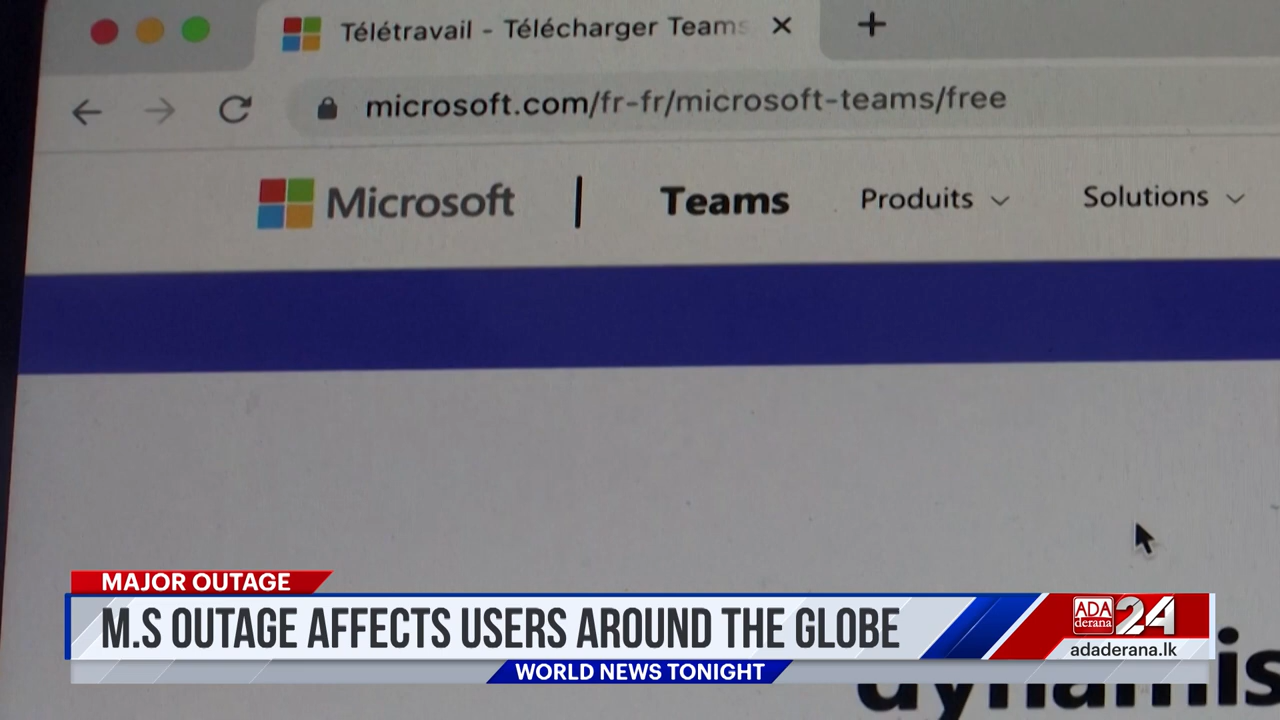 Télétravail - Télécharger Teams
microsoft.com/fr-fr/microsoft-teams/free
Microsoft | Teams Produits Solutions
MAJOR OUTAGE
M.S OUTAGE AFFECTS USERS AROUND THE GLOBE
ADA
derana
24
adaderana.lk
WORLD NEWS TONIGHT